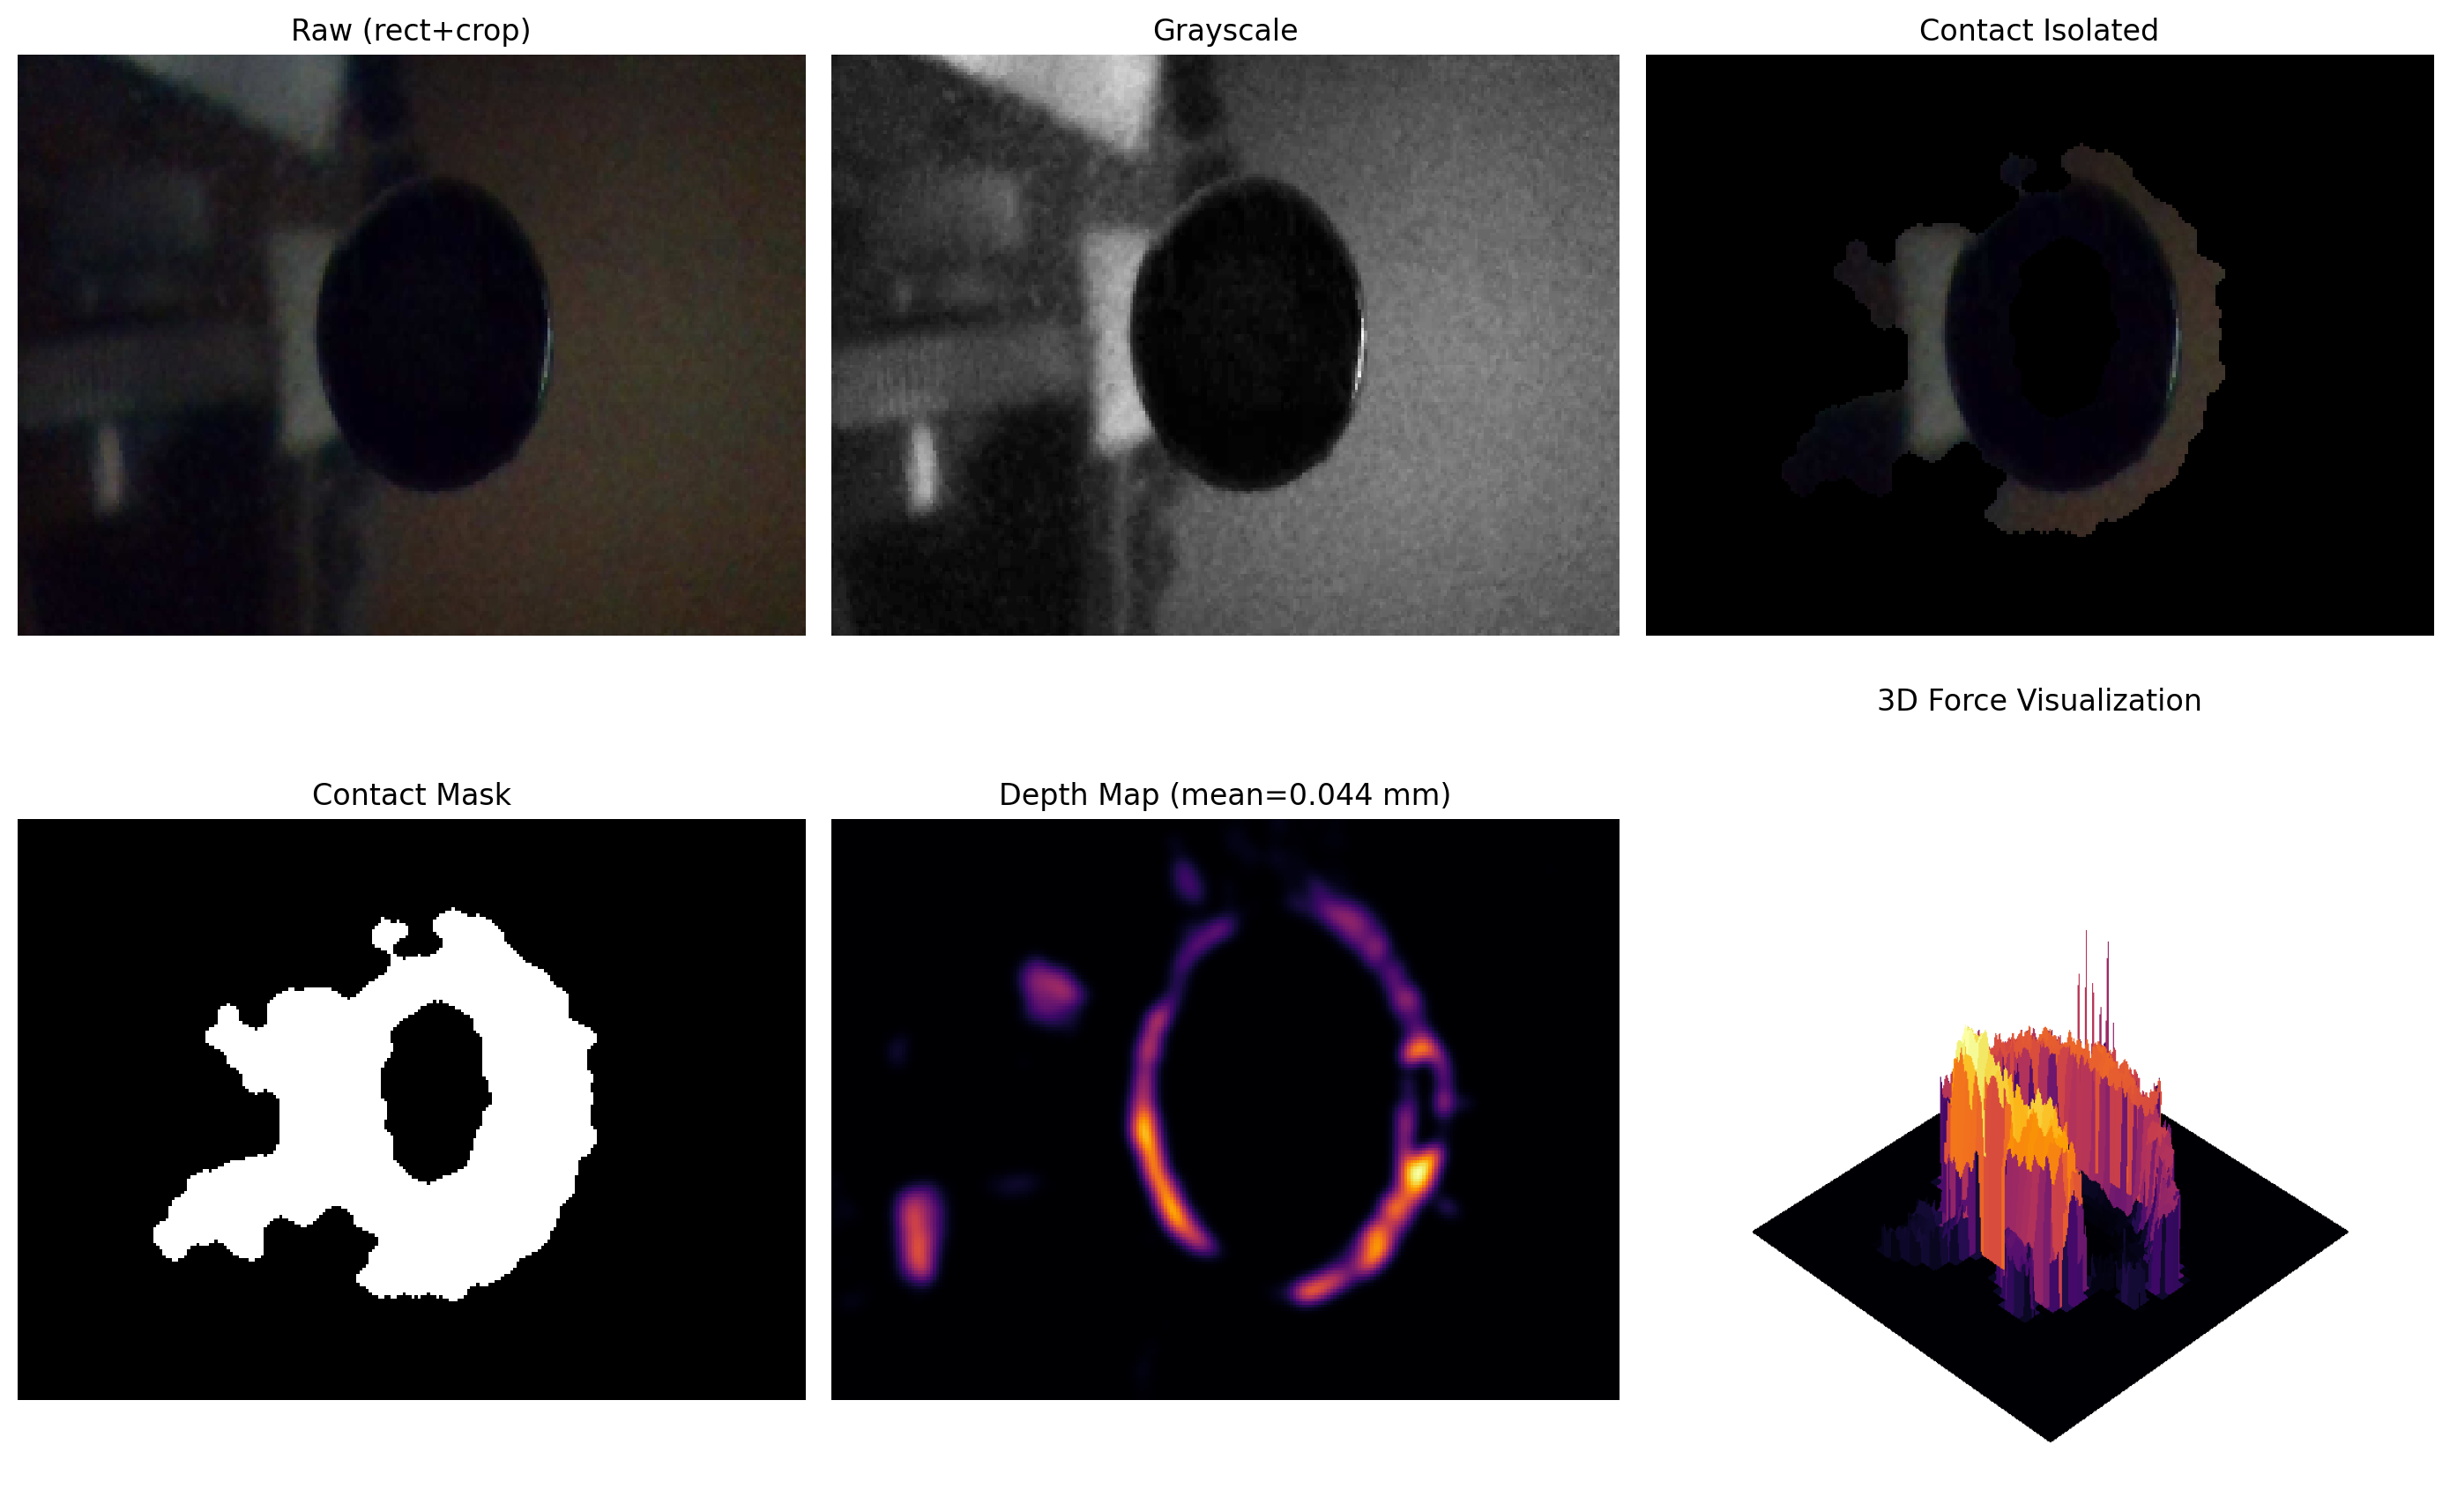 Raw (rect+crop)
Grayscale
Contact Isolated
3D Force Visualization
Contact Mask
Depth Map (mean=0.044 mm)